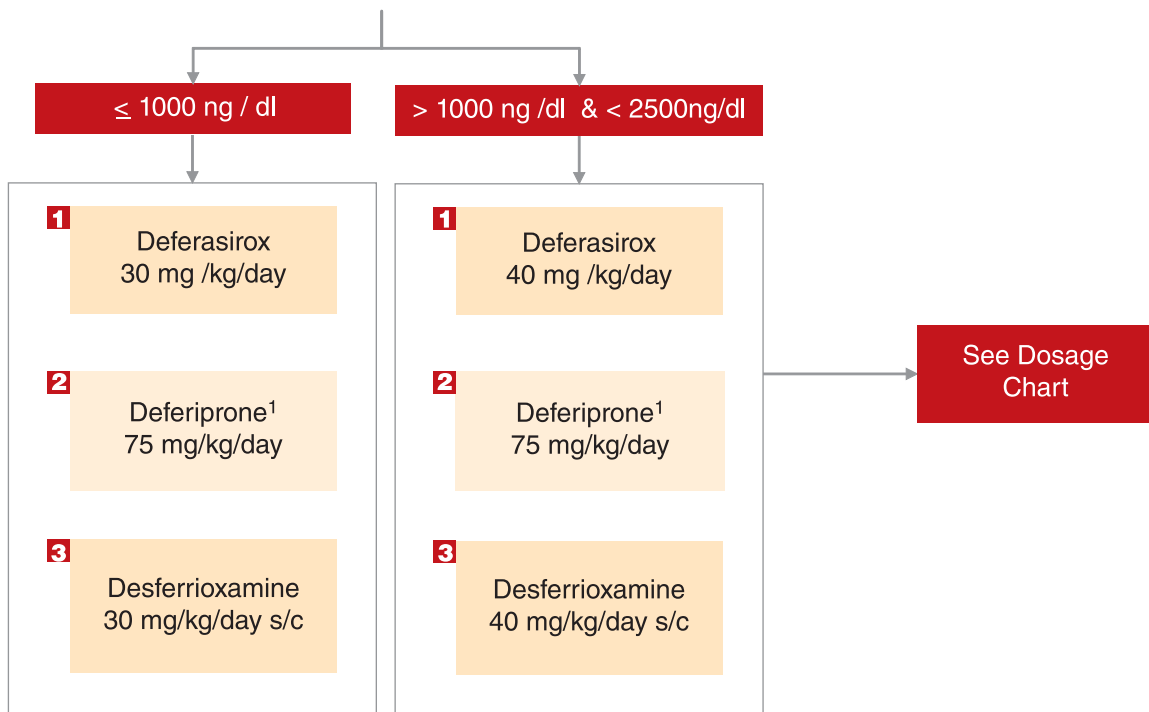 ≤ 1000 ng / dl
> 1000 ng /dl & < 2500ng/dl
1
Deferasirox
30 mg /kg/day
2
Deferiprone¹
75 mg/kg/day
3
Desferrioxamine
30 mg/kg/day s/c
1
Deferasirox
40 mg /kg/day
2
Deferiprone¹
75 mg/kg/day
3
Desferrioxamine
40 mg/kg/day s/c
See Dosage
Chart